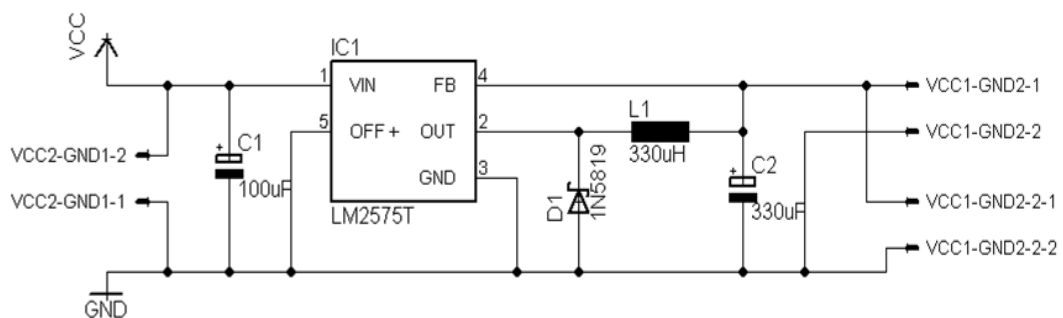 VCC
IC1
1
VIN
FB
4
VCC1-GND2-1
5
OFF +
OUT
2
L1
330uH
VCC1-GND2-2
VCC2-GND1-2
+
C1
100uF
GND
3
D1
1N5819
+
C2
330uF
VCC2-GND1-1
VCC1-GND2-2-1
LM2575T
VCC1-GND2-2-2
GND